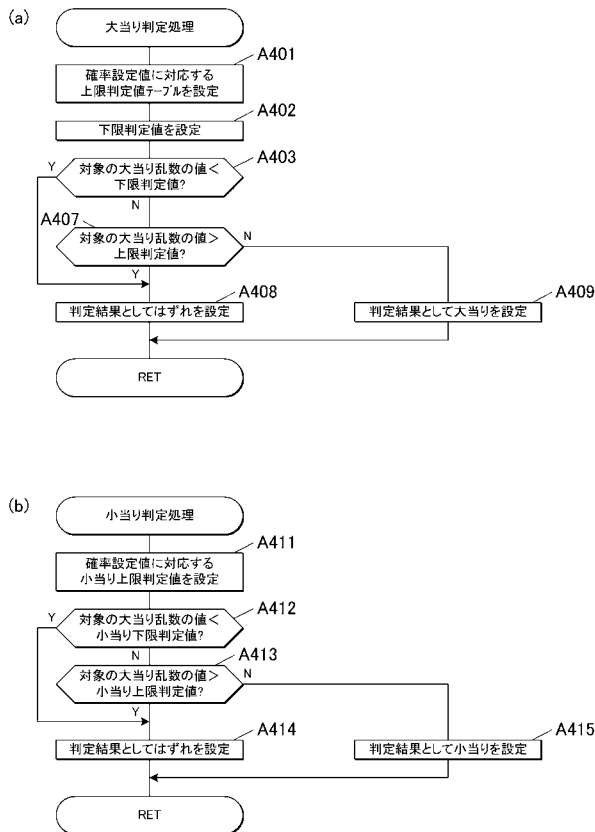 (a)
大当り判定処理
A401
確率設定値に対応する
上限判定値テーブルを設定
A402
下限判定値を設定
A403
Y
対象の大当り乱数の値<
下限判定値?
N
A407
対象の大当り乱数の値>
上限判定値?
N
Y
A408
判定結果としてはずれを設定
A409
判定結果として大当りを設定
RET
(b)
小当り判定処理
A411
確率設定値に対応する
小当り上限判定値を設定
A412
Y
対象の大当り乱数の値<
小当り下限判定値?
N
A413
対象の大当り乱数の値>
小当り上限判定値?
N
Y
A414
判定結果としてはずれを設定
A415
判定結果として小当りを設定
RET